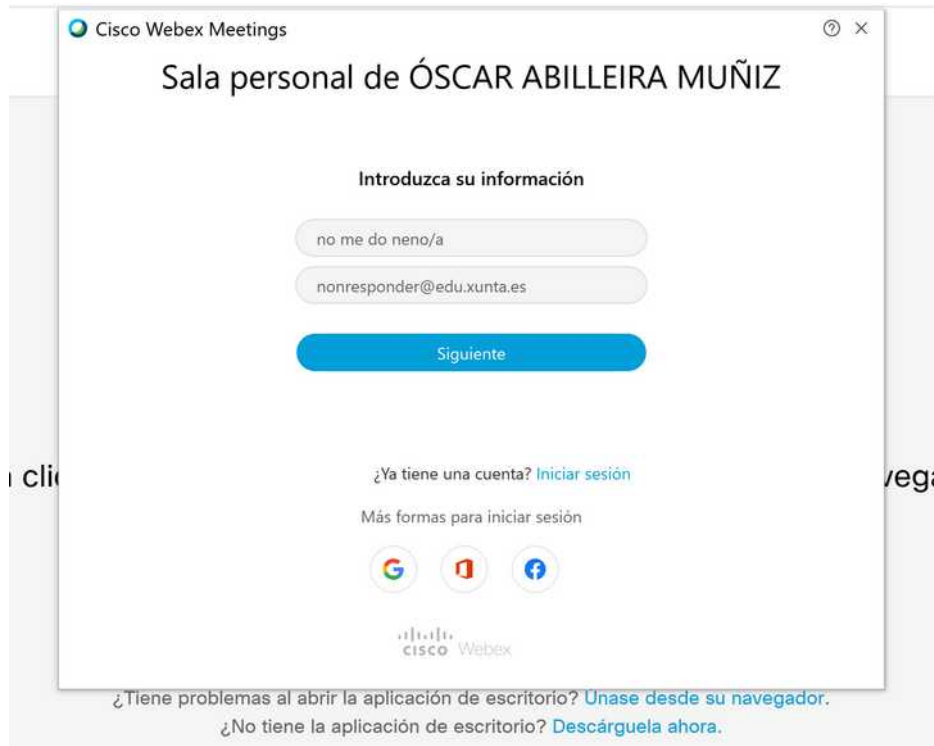 Cisco Webex Meetings
Sala personal de ÓSCAR ABILLEIRA MUÑIZ
Introduzca su información
no me do neno/a
nonresponder@edu.xunta.es
Siguiente
¿Ya tiene una cuenta? Iniciar sesión
Más formas para iniciar sesión
cisco Webex
¿Tiene problemas al abrir la aplicación de escritorio? Únase desde su navegador.
¿No tiene la aplicación de escritorio? Descárguela ahora.